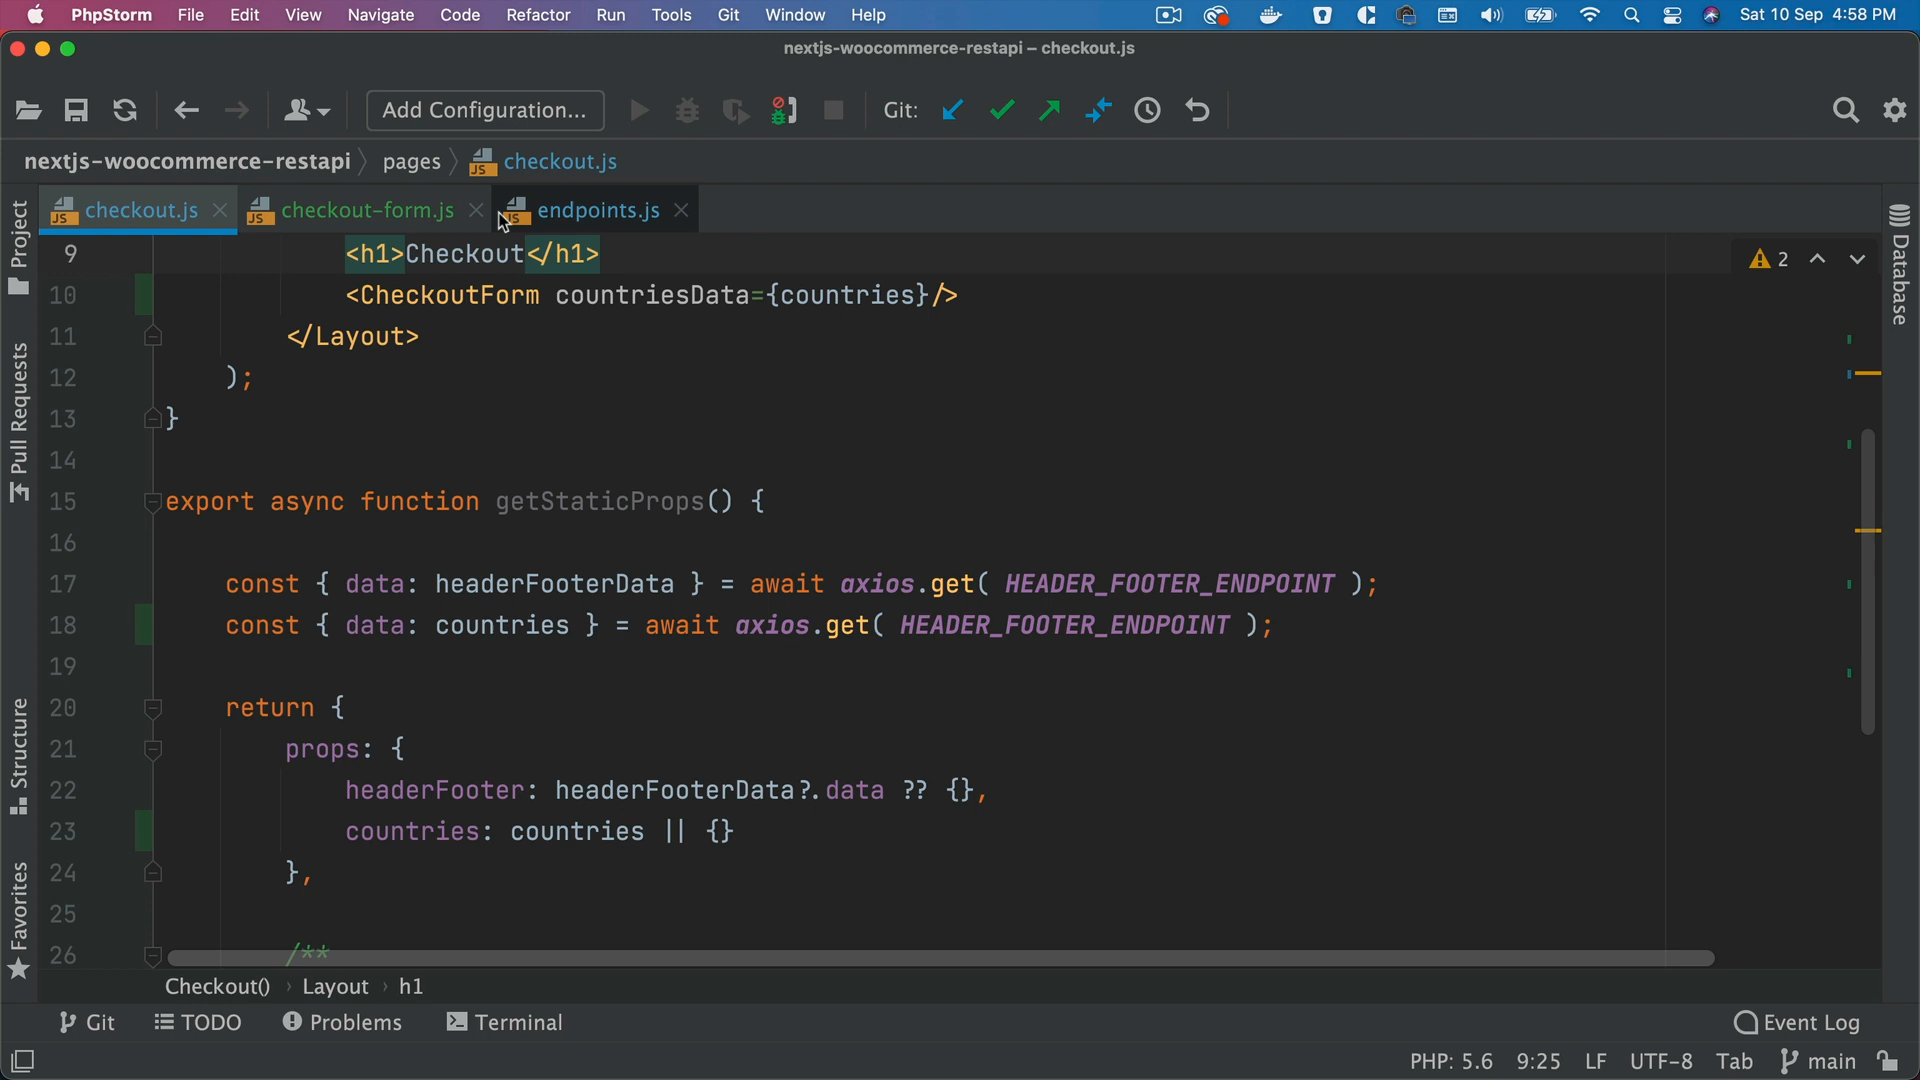 PhpStorm File Edit View Navigate Code Refactor Run Tools Git Window Help Sat 10 Sep 4:58 PM
nextjs-woocommerce-restapi – checkout.js
Add Configuration... Git:
nextjs-woocommerce-restapi pages checkout.js
checkout.js checkout-form.js endpoints.js
Project
Pull Requests
Structure
Favorites
Database
2
9 <h1>Checkout</h1>
10 <CheckoutForm countriesData={countries}/>
11 </Layout>
12 );
13 }
14
15 export async function getStaticProps() {
16
17 const { data: headerFooterData } = await axios.get( HEADER_FOOTER_ENDPOINT );
18 const { data: countries } = await axios.get( HEADER_FOOTER_ENDPOINT );
19
20 return {
21 props: {
22 headerFooter: headerFooterData?.data ?? {},
23 countries: countries || {}
24 },
25
26 /**
Checkout() › Layout › h1
Git TODO Problems Terminal Event Log
PHP: 5.6 9:25 LF UTF-8 Tab main